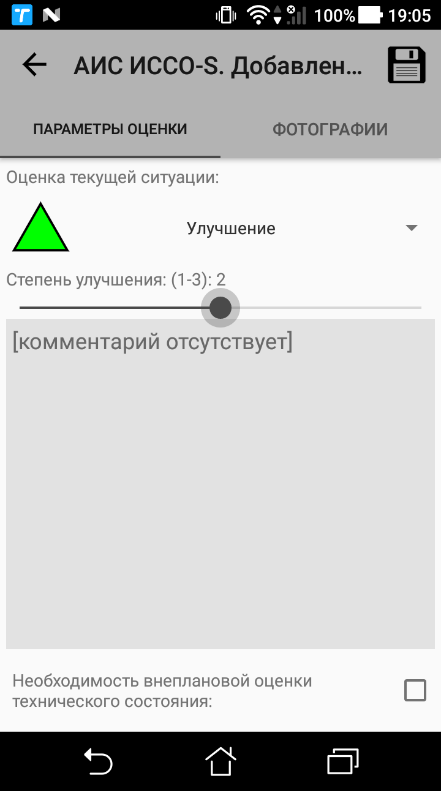 100% 19:05
АИС ИССО-S. Добавлен...
ПАРАМЕТРЫ ОЦЕНКИ ФОТОГРАФИИ
Оценка текущей ситуации:
Улучшение
Степень улучшения: (1-3): 2
[комментарий отсутствует]
Необходимость внеплановой оценки
технического состояния: